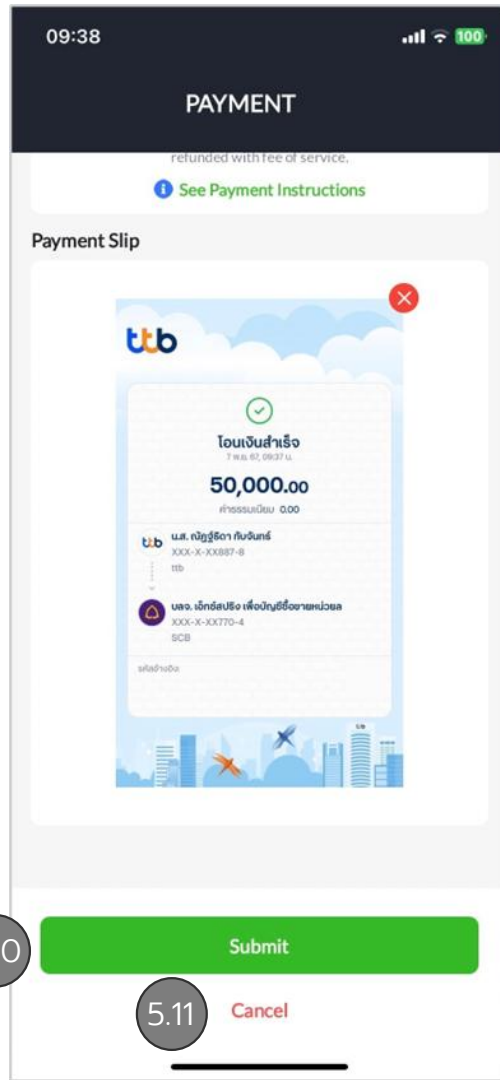 09:38
100
PAYMENT
refunded with fee of service.
See Payment Instructions
Payment Slip
ttb
โอนเงินสำเร็จ
7 พ.ย. 67, 09:37 น.
50,000.00
ค่าธรรมเนียม 0.00
ttb
น.ส. ณัฏฐ์ธิดา ทับจันทร์
XXX-X-XX887-8
ttb
บลจ. เอ็กซ์สปริง เพื่อบัญชีซื้อขายหน่วยล
XXX-X-XX770-4
SCB
รหัสอ้างอิง
ttb
0
Submit
5.11
Cancel